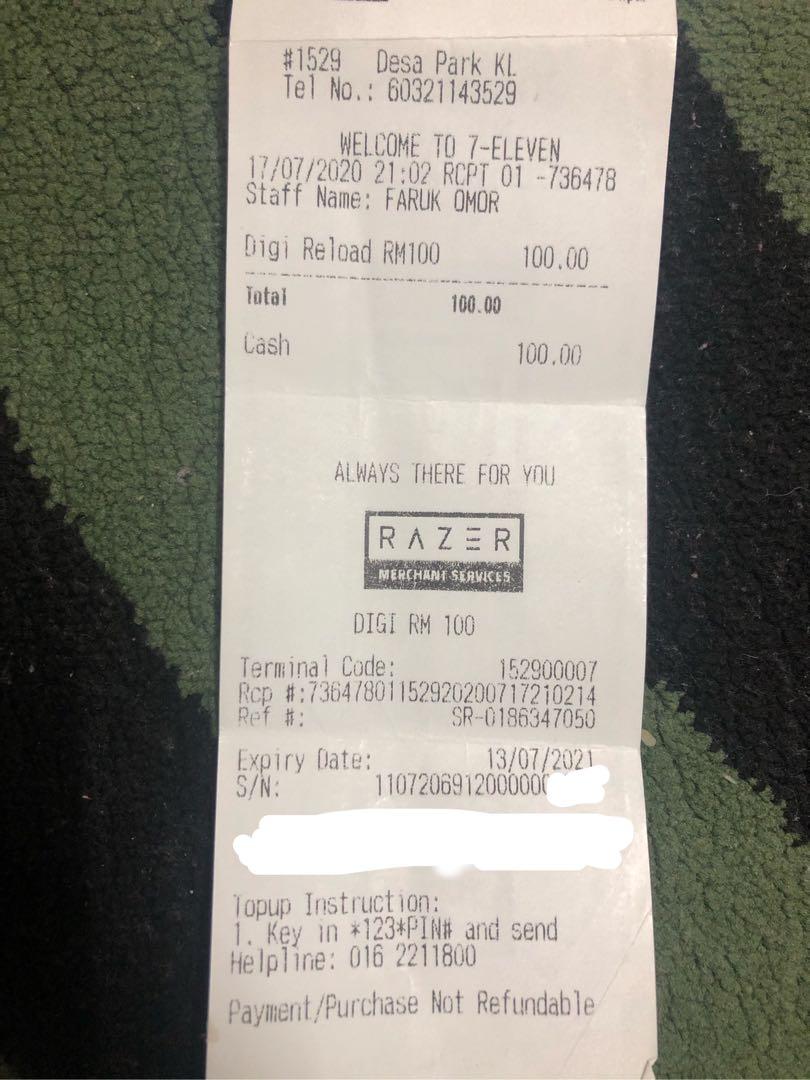 #1529 Desa Park KL
Tel No.: 60321143529
WELCOME TO 7-ELEVEN
17/07/2020 21:02 RCPT 01 -736478
Staff Name: FARUK OMOR
Digi Reload RM100 100.00
Total 100.00
Cash 100.00
ALWAYS THERE FOR YOU
RAZER
MERCHANT SERVICES
DIGI RM 100
Terminal Code: 152900007
Rcp #:7364780115292020071721​0214
Ref #: SR-0186347050
Expiry Date: 13/07/2021
S/N: 1107206912000000
Topup Instruction:
1. Key in *123*PIN# and send
Helpline: 016 2211800
Payment/Purchase Not Refundable